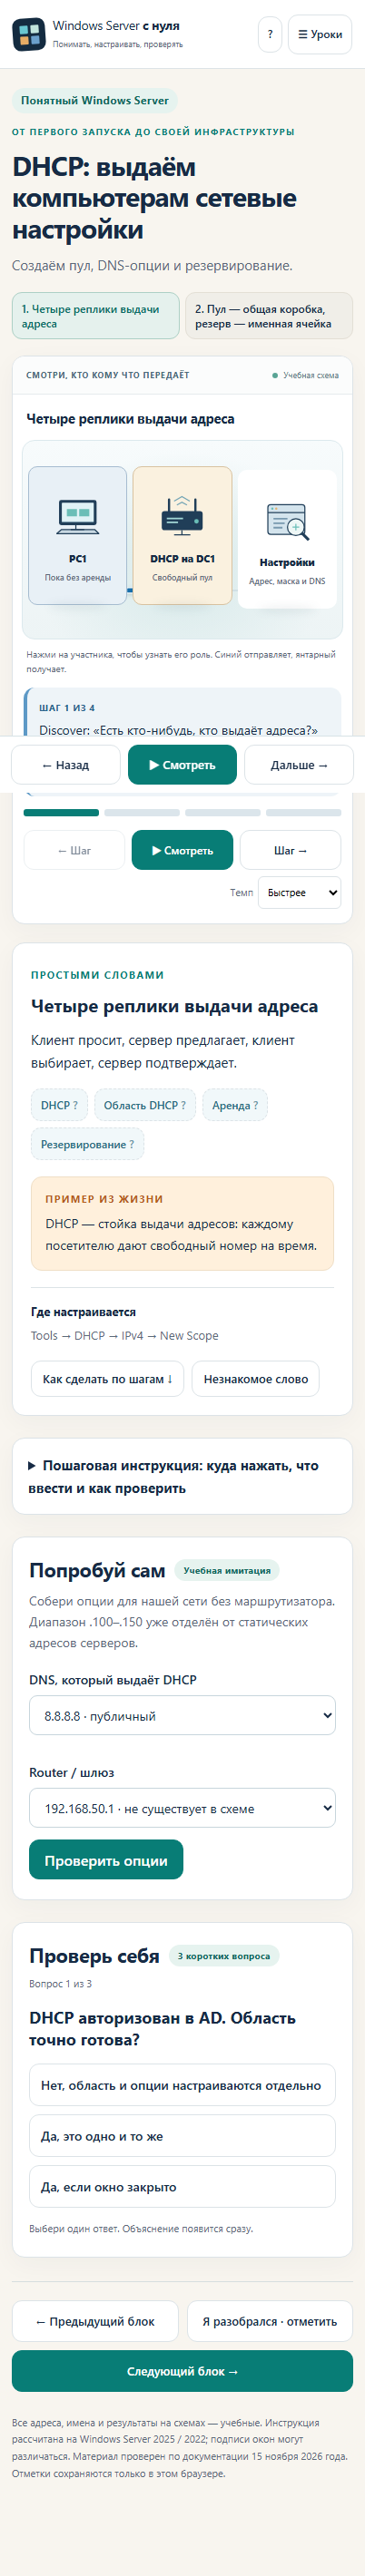 Windows Server с нуля
Понимать, настраивать, проверять
?
☰ Уроки
Понятный Windows Server
ОТ ПЕРВОГО ЗАПУСКА ДО СВОЕЙ ИНФРАСТРУКТУРЫ
DHCP: выдаём
компьютерам сетевые
настройки
Создаём пул, DNS-опции и резервирование.
1. Четыре реплики выдачи
адреса
2. Пул — общая коробка,
резерв — именная ячейка
СМОТРИ, КТО КОМУ ЧТО ПЕРЕДАЁТ
Учебная схема
Четыре реплики выдачи адреса
PC1
Пока без аренды
DHCP на DC1
Свободный пул
Настройки
Адрес, маска и DNS
Нажми на участника, чтобы узнать его роль. Синий отправляет, янтарный
получает.
ШАГ 1 ИЗ 4
Discover: «Есть кто-нибудь, кто выдаёт адреса?»
← Назад
▶ Смотреть
Дальше →
← Шаг
▶ Смотреть
Шаг →
Темп
Быстрее
ПРОСТЫМИ СЛОВАМИ
Четыре реплики выдачи адреса
Клиент просит, сервер предлагает, клиент
выбирает, сервер подтверждает.
DHCP ?
Область DHCP ?
Аренда ?
Резервирование ?
ПРИМЕР ИЗ ЖИЗНИ
DHCP — стойка выдачи адресов: каждому
посетителю дают свободный номер на время.
Где настраивается
Tools → DHCP → IPv4 → New Scope
Как сделать по шагам ↓
Незнакомое слово
▶ Пошаговая инструкция: куда нажать, что
ввести и как проверить
Попробуй сам
Учебная имитация
Собери опции для нашей сети без маршрутизатора.
Диапазон .100–.150 уже отделён от статических
адресов серверов.
DNS, который выдаёт DHCP
8.8.8.8 · публичный
Router / шлюз
192.168.50.1 · не существует в схеме
Проверить опции
Проверь себя
3 коротких вопроса
Вопрос 1 из 3
DHCP авторизован в AD. Область
точно готова?
Нет, область и опции настраиваются отдельно
Да, это одно и то же
Да, если окно закрыто
Выбери один ответ. Объяснение появится сразу.
← Предыдущий блок
Я разобрался · отметить
Следующий блок →
Все адреса, имена и результаты на схемах — учебные. Инструкция
рассчитана на Windows Server 2025 / 2022; подписи окон могут
различаться. Материал проверен по документации 15 ноября 2026 года.
Отметки сохраняются только в этом браузере.